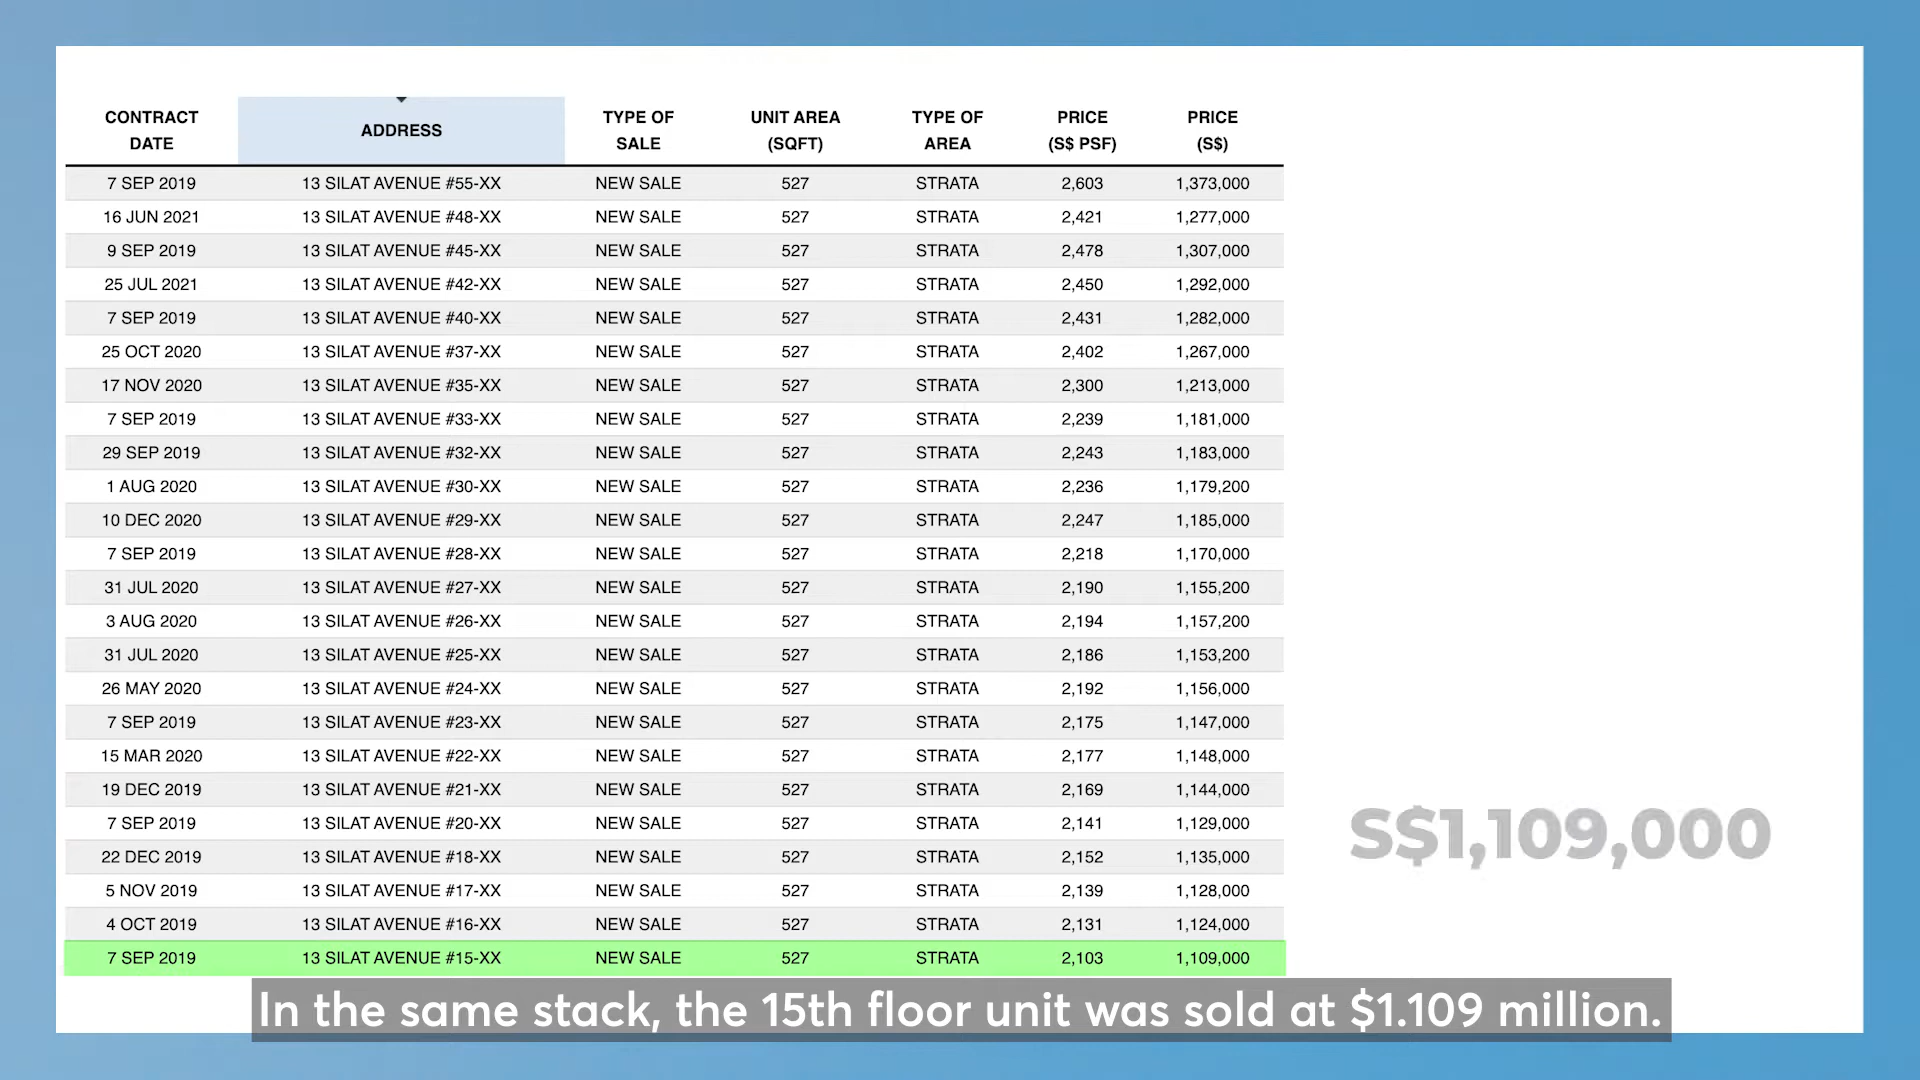 CONTRACT DATE ADDRESS TYPE OF SALE UNIT AREA (SQFT) TYPE OF AREA PRICE (S$ PSF) PRICE (S$)
7 SEP 2019 13 SILAT AVENUE #55-XX NEW SALE 527 STRATA 2,603 1,373,000
16 JUN 2021 13 SILAT AVENUE #48-XX NEW SALE 527 STRATA 2,421 1,277,000
9 SEP 2019 13 SILAT AVENUE #45-XX NEW SALE 527 STRATA 2,478 1,307,000
25 JUL 2021 13 SILAT AVENUE #42-XX NEW SALE 527 STRATA 2,450 1,292,000
7 SEP 2019 13 SILAT AVENUE #40-XX NEW SALE 527 STRATA 2,431 1,282,000
25 OCT 2020 13 SILAT AVENUE #37-XX NEW SALE 527 STRATA 2,402 1,267,000
17 NOV 2020 13 SILAT AVENUE #35-XX NEW SALE 527 STRATA 2,300 1,213,000
7 SEP 2019 13 SILAT AVENUE #33-XX NEW SALE 527 STRATA 2,239 1,181,000
29 SEP 2019 13 SILAT AVENUE #32-XX NEW SALE 527 STRATA 2,243 1,183,000
1 AUG 2020 13 SILAT AVENUE #30-XX NEW SALE 527 STRATA 2,236 1,179,200
10 DEC 2020 13 SILAT AVENUE #29-XX NEW SALE 527 STRATA 2,247 1,185,000
7 SEP 2019 13 SILAT AVENUE #28-XX NEW SALE 527 STRATA 2,218 1,170,000
31 JUL 2020 13 SILAT AVENUE #27-XX NEW SALE 527 STRATA 2,190 1,155,200
3 AUG 2020 13 SILAT AVENUE #26-XX NEW SALE 527 STRATA 2,194 1,157,200
31 JUL 2020 13 SILAT AVENUE #25-XX NEW SALE 527 STRATA 2,186 1,153,200
26 MAY 2020 13 SILAT AVENUE #24-XX NEW SALE 527 STRATA 2,192 1,156,000
7 SEP 2019 13 SILAT AVENUE #23-XX NEW SALE 527 STRATA 2,175 1,147,000
15 MAR 2020 13 SILAT AVENUE #22-XX NEW SALE 527 STRATA 2,177 1,148,000
19 DEC 2019 13 SILAT AVENUE #21-XX NEW SALE 527 STRATA 2,169 1,144,000
7 SEP 2019 13 SILAT AVENUE #20-XX NEW SALE 527 STRATA 2,141 1,129,000
22 DEC 2019 13 SILAT AVENUE #18-XX NEW SALE 527 STRATA 2,152 1,135,000
5 NOV 2019 13 SILAT AVENUE #17-XX NEW SALE 527 STRATA 2,139 1,128,000
4 OCT 2019 13 SILAT AVENUE #16-XX NEW SALE 527 STRATA 2,131 1,124,000
7 SEP 2019 13 SILAT AVENUE #15-XX NEW SALE 527 STRATA 2,103 1,109,000
S$1,109,000
In the same stack, the 15th floor unit was sold at $1.109 million.